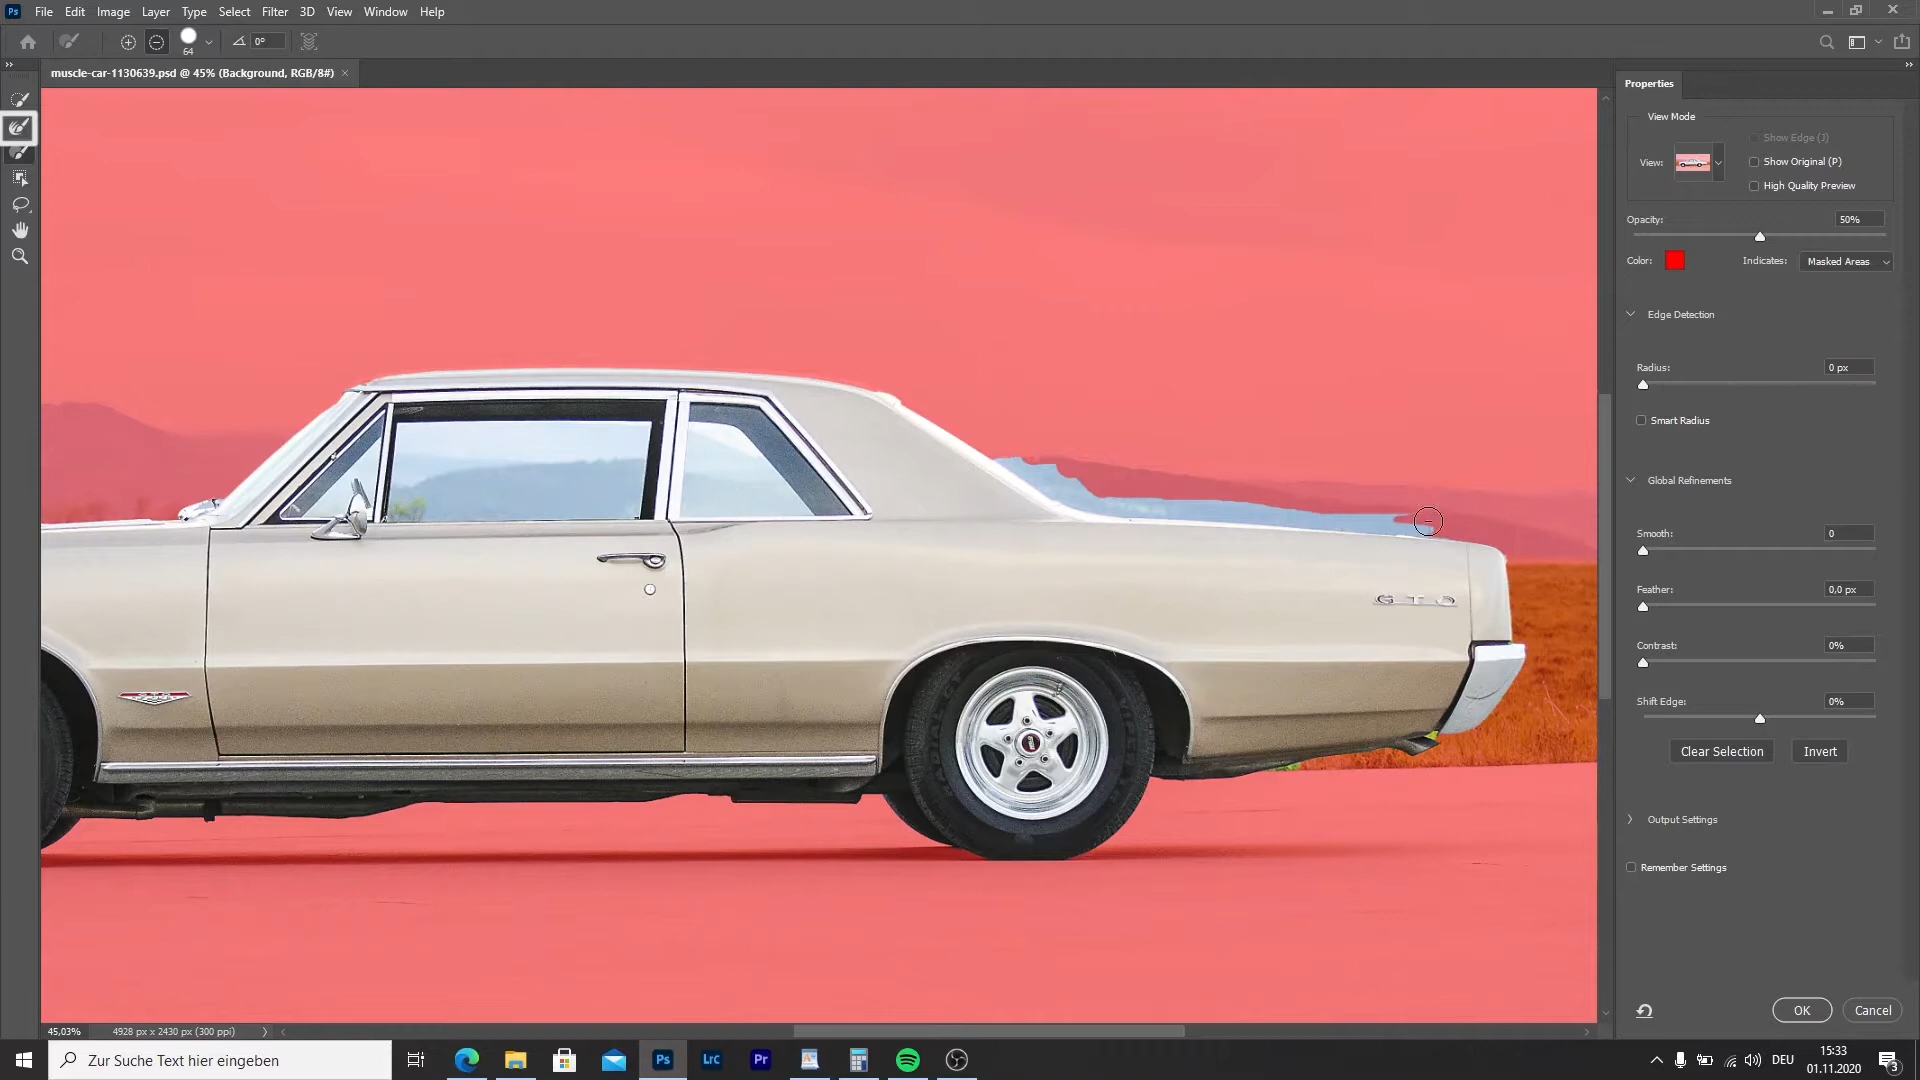 Ps File Edit Image Layer Type Select Filter 3D View Window Help
64 0°
muscle-car-1130639.psd @ 45% (Background, RGB/8#) ×
Properties
View Mode
Show Edge (J)
View: Show Original (P)
High Quality Preview
Opacity: 50%
Color: Indicates: Masked Areas
Edge Detection
Radius: 0 px
Smart Radius
Global Refinements
Smooth: 0
Feather: 0,0 px
GTO
Contrast: 0%
Shift Edge: 0%
Clear Selection Invert
Output Settings
Remember Settings
OK Cancel
45,03% 4928 px x 2430 px (300 ppi)
Zur Suche Text hier eingeben
Ps Lrc Pr
DEU
15:33
01.11.2020
3